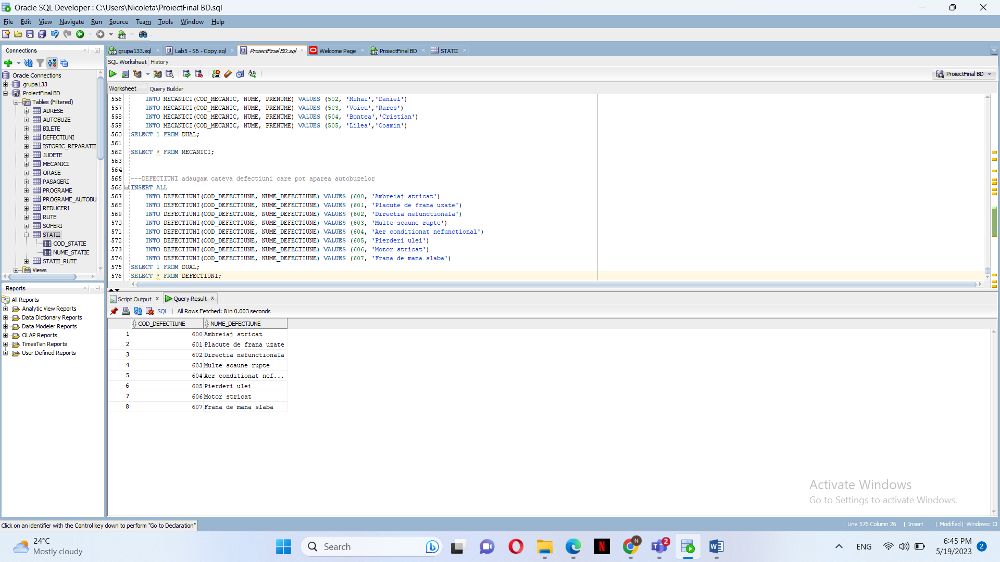 Oracle SQL Developer : C:\Users\Nicoleta\ProiectFinal BD.sql
File Edit View Navigate Run Source Team Tools Window Help
Connections
Oracle Connections
grupa133
ProiectFinal BD
Tables (Filtered)
ADRESE
AUTOBUZE
BILETE
DEFECTIUNI
ISTORIC_REPARATII
JUDETE
MECANICI
ORASE
PASAGERI
PROGRAME
PROGRAME_AUTOBU
REDUCERI
RUTE
SOFERI
STATII
COD_STATIE
NUME_STATIE
STATII_RUTE
Views
Reports
All Reports
Analytic View Reports
Data Dictionary Reports
Data Modeler Reports
OLAP Reports
TimesTen Reports
User Defined Reports
grupa133.sql Lab5 - S6 - Copy.sql ProiectFinal BD.sql Welcome Page ProiectFinal BD STATII
SQL Worksheet History
ProiectFinal BD
Worksheet Query Builder
556 INTO MECANICI(COD_MECANIC, NUME, PRENUME) VALUES (502, 'Mihai','Daniel')
557 INTO MECANICI(COD_MECANIC, NUME, PRENUME) VALUES (503, 'Voicu','Rares')
558 INTO MECANICI(COD_MECANIC, NUME, PRENUME) VALUES (504, 'Bontea','Cristian')
559 INTO MECANICI(COD_MECANIC, NUME, PRENUME) VALUES (505, 'Lilea','Cosmin')
560 SELECT 1 FROM DUAL;
561
562 SELECT * FROM MECANICI;
563
564
565 ---DEFECTIUNI adaugam cateva defectiuni care pot aparea autobuzelor
566 INSERT ALL
567 INTO DEFECTIUNI(COD_DEFECTIUNE, NUME_DEFECTIUNE) VALUES (600, 'Ambreiaj stricat')
568 INTO DEFECTIUNI(COD_DEFECTIUNE, NUME_DEFECTIUNE) VALUES (601, 'Placute de frana uzate')
569 INTO DEFECTIUNI(COD_DEFECTIUNE, NUME_DEFECTIUNE) VALUES (602, 'Directia nefunctionala')
570 INTO DEFECTIUNI(COD_DEFECTIUNE, NUME_DEFECTIUNE) VALUES (603, 'Multe scaune rupte')
571 INTO DEFECTIUNI(COD_DEFECTIUNE, NUME_DEFECTIUNE) VALUES (604, 'Aer conditionat nefunctional')
572 INTO DEFECTIUNI(COD_DEFECTIUNE, NUME_DEFECTIUNE) VALUES (605, 'Pierderi ulei')
573 INTO DEFECTIUNI(COD_DEFECTIUNE, NUME_DEFECTIUNE) VALUES (606, 'Motor stricat')
574 INTO DEFECTIUNI(COD_DEFECTIUNE, NUME_DEFECTIUNE) VALUES (607, 'Frana de mana slaba')
575 SELECT 1 FROM DUAL;
576 SELECT * FROM DEFECTIUNI;
Script Output Query Result
SQL All Rows Fetched: 8 in 0.003 seconds
COD_DEFECTIUNE NUME_DEFECTIUNE
1 600 Ambreiaj stricat
2 601 Placute de frana uzate
3 602 Directia nefunctionala
4 603 Multe scaune rupte
5 604 Aer conditionat nef...
6 605 Pierderi ulei
7 606 Motor stricat
8 607 Frana de mana slaba
Activate Windows
Go to Settings to activate Windows.
Click on an identifier with the Control key down to perform "Go to Declaration"
Line 576 Column 26 | Insert | Modified | Windows: CF
24°C
Mostly cloudy
Search
N
2
ENG
6:45 PM
5/19/2023
2